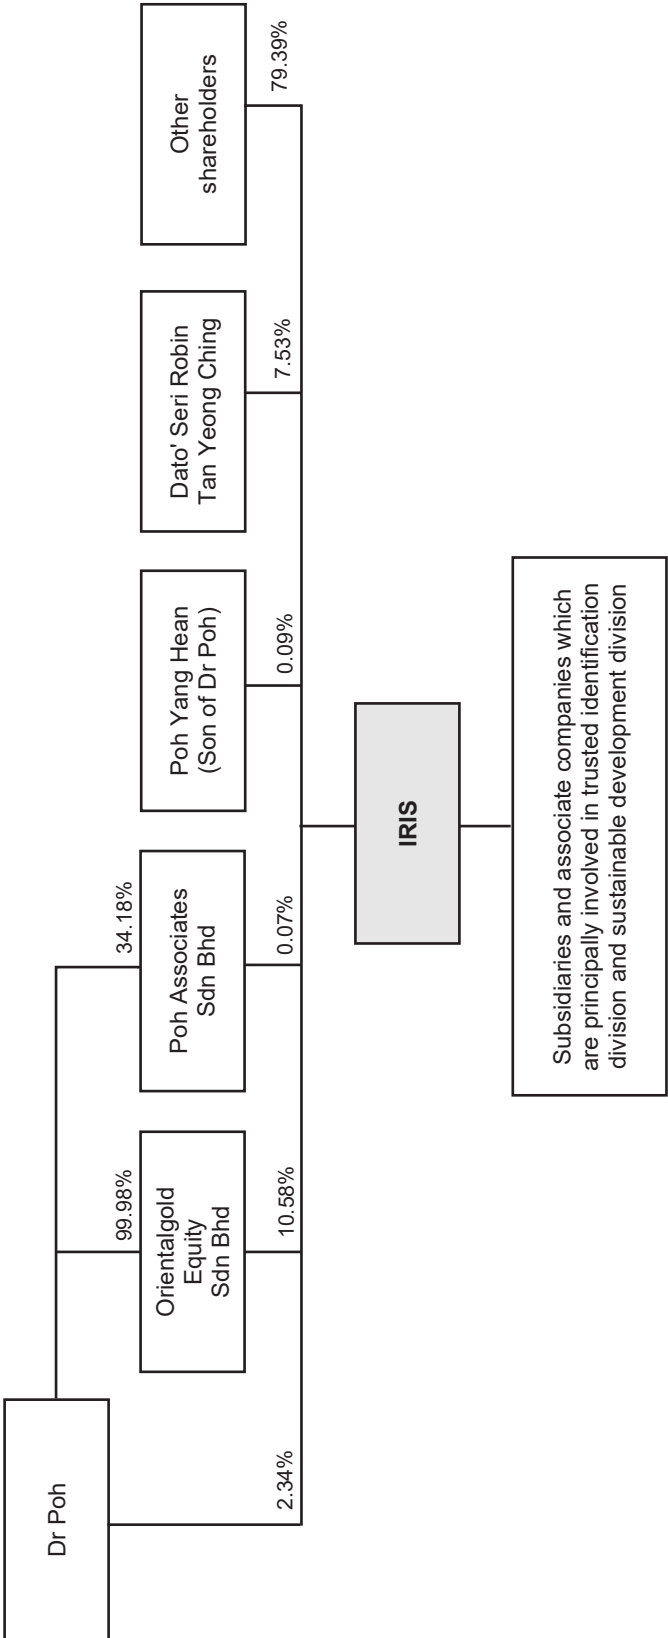 Dr Poh
99.98%
34.18%
Orientalgold
Equity
Sdn Bhd
Poh Associates
Sdn Bhd
Poh Yang Hean
(Son of Dr Poh)
Dato' Seri Robin
Tan Yeong Ching
Other
shareholders
2.34%
10.58%
0.07%
0.09%
7.53%
79.39%
IRIS
Subsidiaries and associate companies which
are principally involved in trusted identification
division and sustainable development division